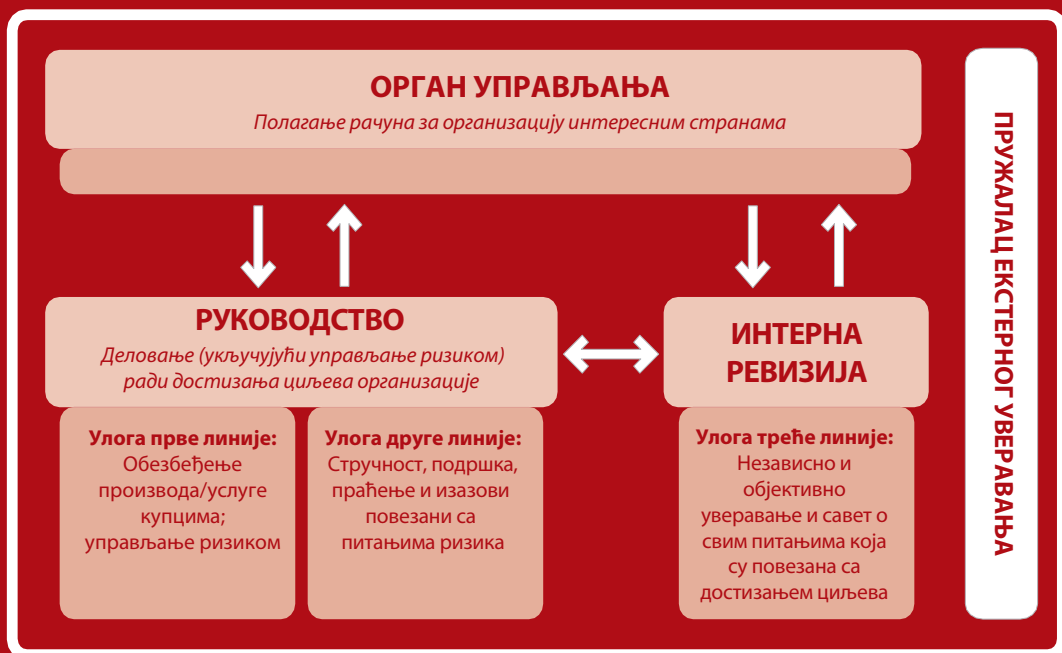 ОРГАН УПРАВЉАЊА
Полагање рачуна за организацију интересним странама
РУКОВОДСТВО
Деловање (укључујући управљање ризиком)
ради достизања циљева организације
Улога прве линије:
Обезбеђење
производа/услуге
купцима;
управљање ризиком
Улога друге линије:
Стручност, подршка,
праћење и изазови
повезани са
питањима ризика
ИНТЕРНА
РЕВИЗИЈА
Улога треће линије:
Независно и
објективно
уверавање и савет о
свим питањима која
су повезана са
достизањем циљева
ПРУЖАЛАЦ ЕКСТЕРНОГ УВЕРАВАЊА